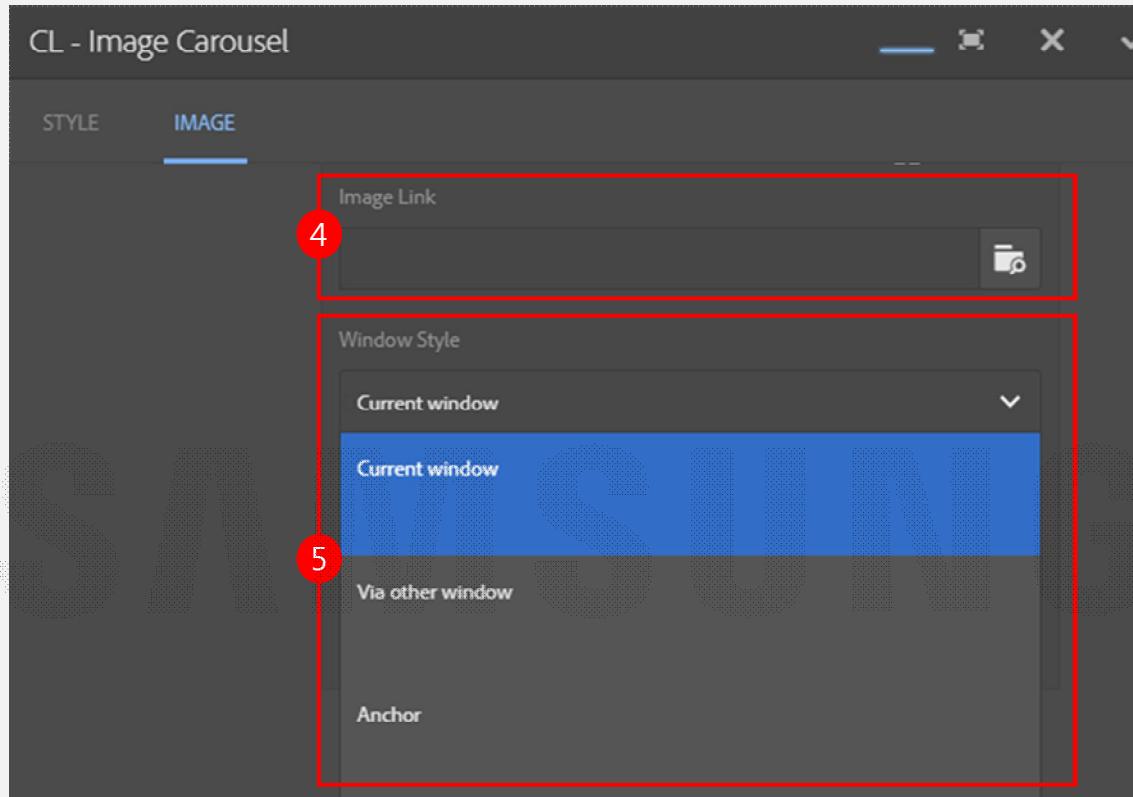 CL - Image Carousel
STYLE
IMAGE
Image Link
4
Window Style
Current window
Current window
SAMSUNG
5
Via other window
Anchor